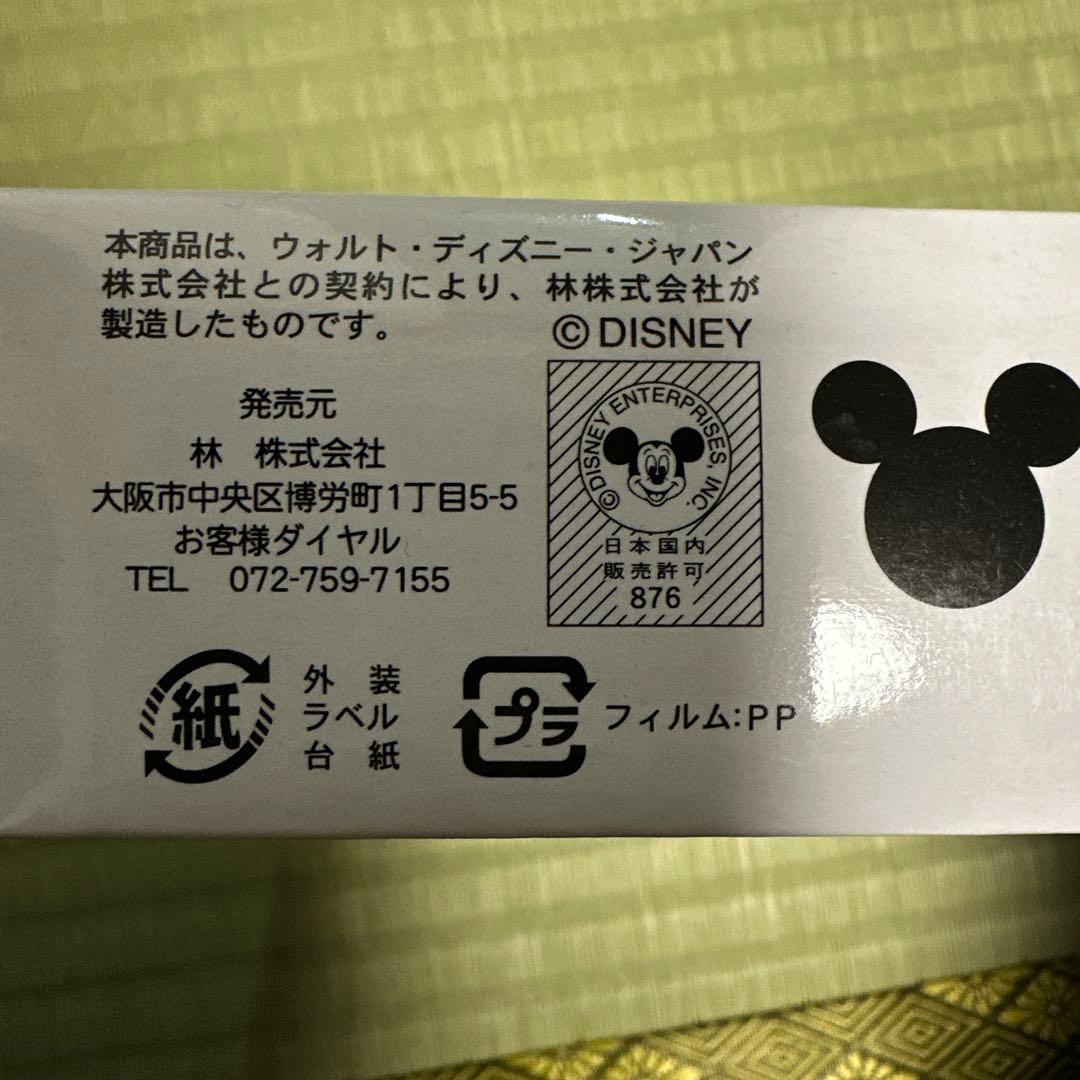 本商品は、ウォルト・ディズニー・ジャパン
株式会社との契約により、林株式会社が
製造したものです。
©DISNEY
発売元
林 株式会社
大阪市中央区博労町1丁目5-5
お客様ダイヤル
TEL 072-759-7155
©DISNEY ENTERPRISES, INC.
日本国内
販売許可
876
紙
外装
ラベル
台紙
プラ
フィルム:PP